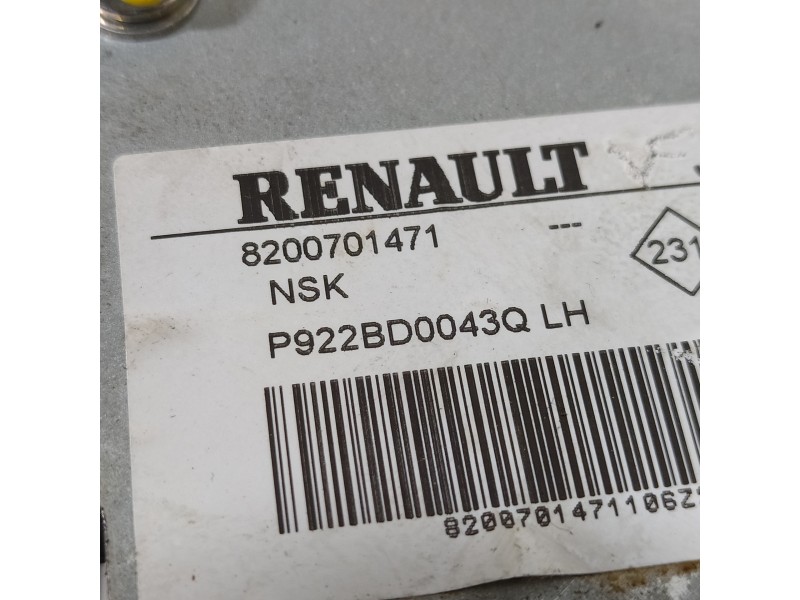 RENAULT
8200701471 ---
231
NSK
P922BD0043Q LH
8200701471106Z